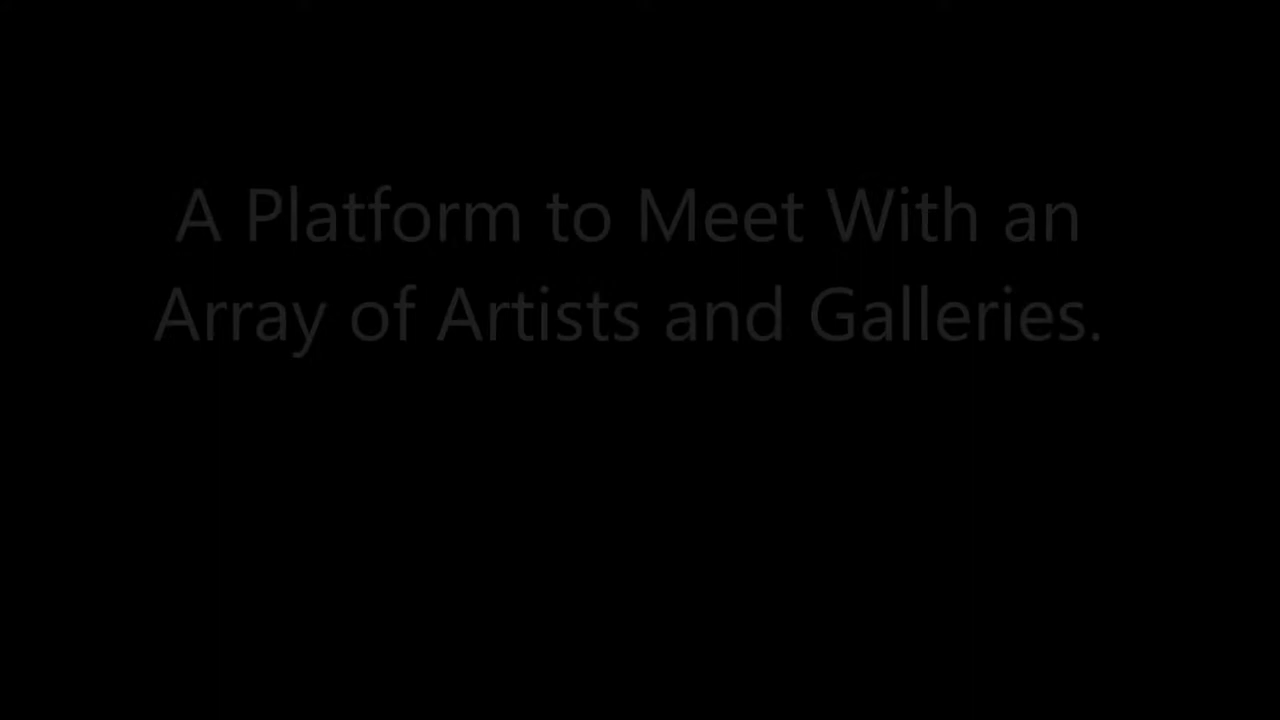 A Platform to Meet With an
Array of Artists and Galleries.